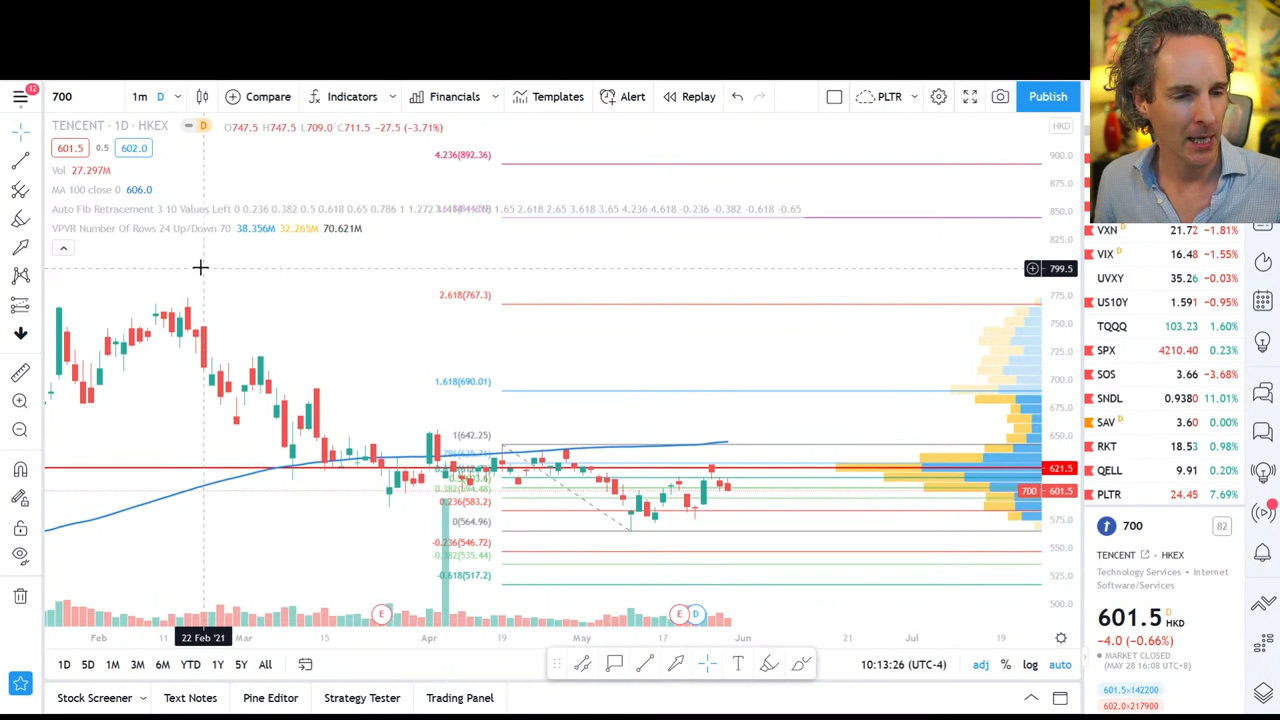 12
700
1m D
Compare
Indicators
Financials
Templates
Alert
Replay
PLTR
Publish
TENCENT · 1D · HKEX
D
O747.5 H747.5 L709.0 C711.5 -27.5 (-3.71%)
HKD
601.5
0.5
602.0
Vol 27.297M
MA 100 close 0 606.0
Auto Fib Retracement 3 10 Values Left 0 0.236 0.382 0.5 0.618 0.65 0.786 1 1.272 1.65 2.618 2.65 3.618 3.65 4.236 4.618 -0.236 -0.382 -0.618 -0.65
VPVR Number Of Rows 24 Up/Down 70 38.356M 32.265M 70.621M
4.236(892.36)
2.618(767.3)
1.618(690.01)
1(642.25)
0.382(594.48)
0.236(583.2)
0(564.96)
-0.236(546.72)
-0.382(535.44)
-0.618(517.2)
900.0
875.0
850.0
825.0
799.5
775.0
750.0
725.0
700.0
675.0
650.0
621.5
700 601.5
575.0
550.0
525.0
500.0
E
E
D
Feb
11
22 Feb '21
Mar
15
Apr
19
May
17
Jun
21
Jul
19
1D 5D 1M 3M 6M YTD 1Y 5Y All
10:13:26 (UTC-4)
adj % log auto
Stock Screener
Text Notes
Pine Editor
Strategy Tester
Trading Panel
VXN D 21.72 −1.81%
VIX D 16.48 −1.55%
UVXY 35.26 −0.03%
US10Y 1.591 −0.95%
TQQQ 103.23 1.60%
SPX 4210.40 0.23%
SOS 3.66 −3.68%
SNDL 0.9380 11.01%
SAV D 3.60 0.00%
RKT 18.53 0.98%
QELL 9.91 0.20%
PLTR 24.45 7.69%
700
82
TENCENT · HKEX
Technology Services • Internet
Software/Services
601.5 D HKD
−4.0 (−0.66%)
MARKET CLOSED
(MAY 28 16:08 UTC+8)
601.5×142200
602.0×217900